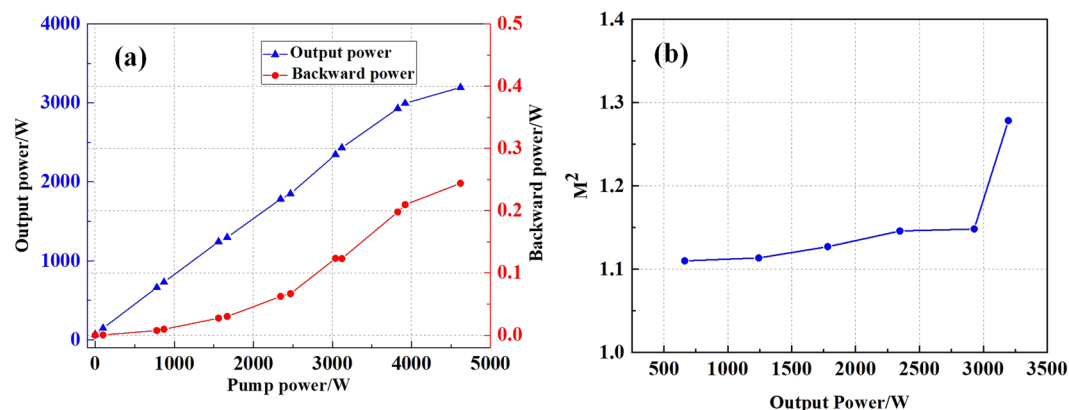 (a)
Output power
Backward power
4000
3000
2000
1000
0
Output power/W
0.5
0.4
0.3
0.2
0.1
0.0
Backward power/W
0 1000 2000 3000 4000 5000
Pump power/W
(b)
1.4
1.3
1.2
1.1
1.0
M²
500 1000 1500 2000 2500 3000 3500
Output Power/W